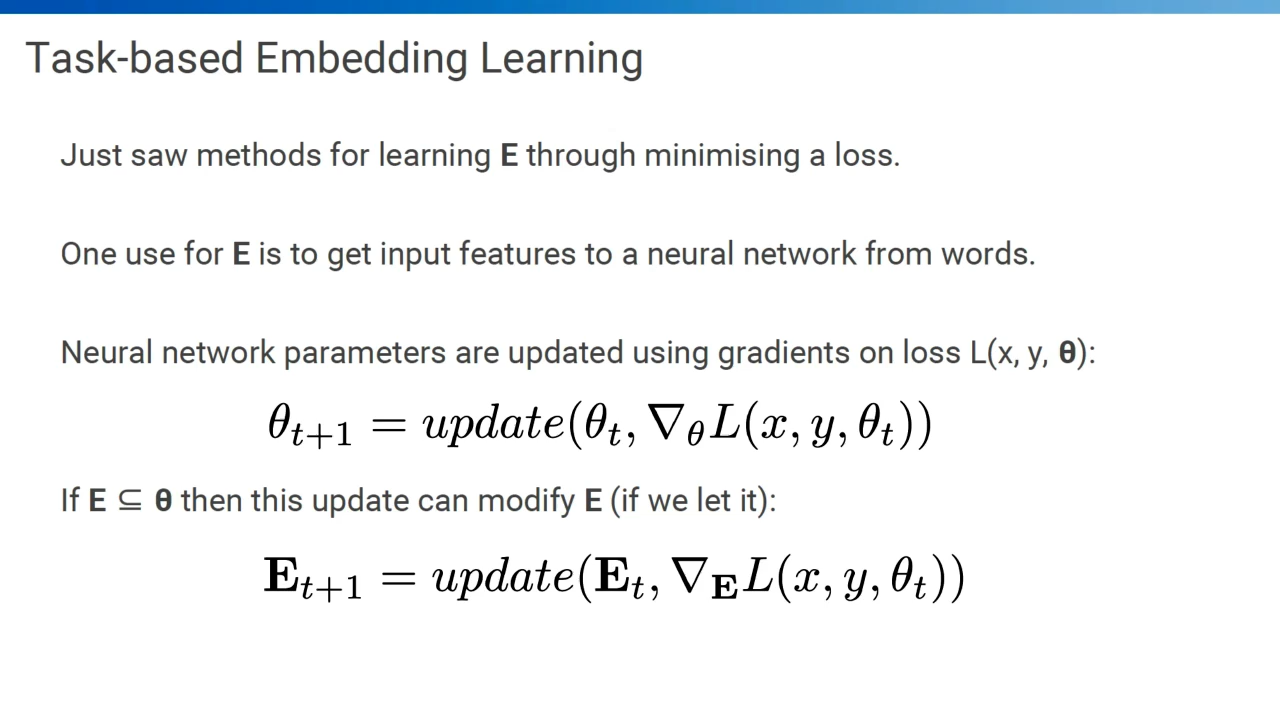 Task-based Embedding Learning
Just saw methods for learning E through minimising a loss.
One use for E is to get input features to a neural network from words.
Neural network parameters are updated using gradients on loss L(x, y, θ):
θ_{t+1} = update(θ_t, ∇_θ L(x, y, θ_t))
If E ⊆ θ then this update can modify E (if we let it):
E_{t+1} = update(E_t, ∇_E L(x, y, θ_t))